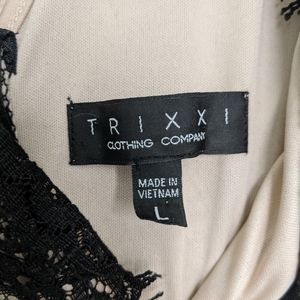 TRIXXI
CLOTHING COMPANY
MADE IN
VIETNAM
L